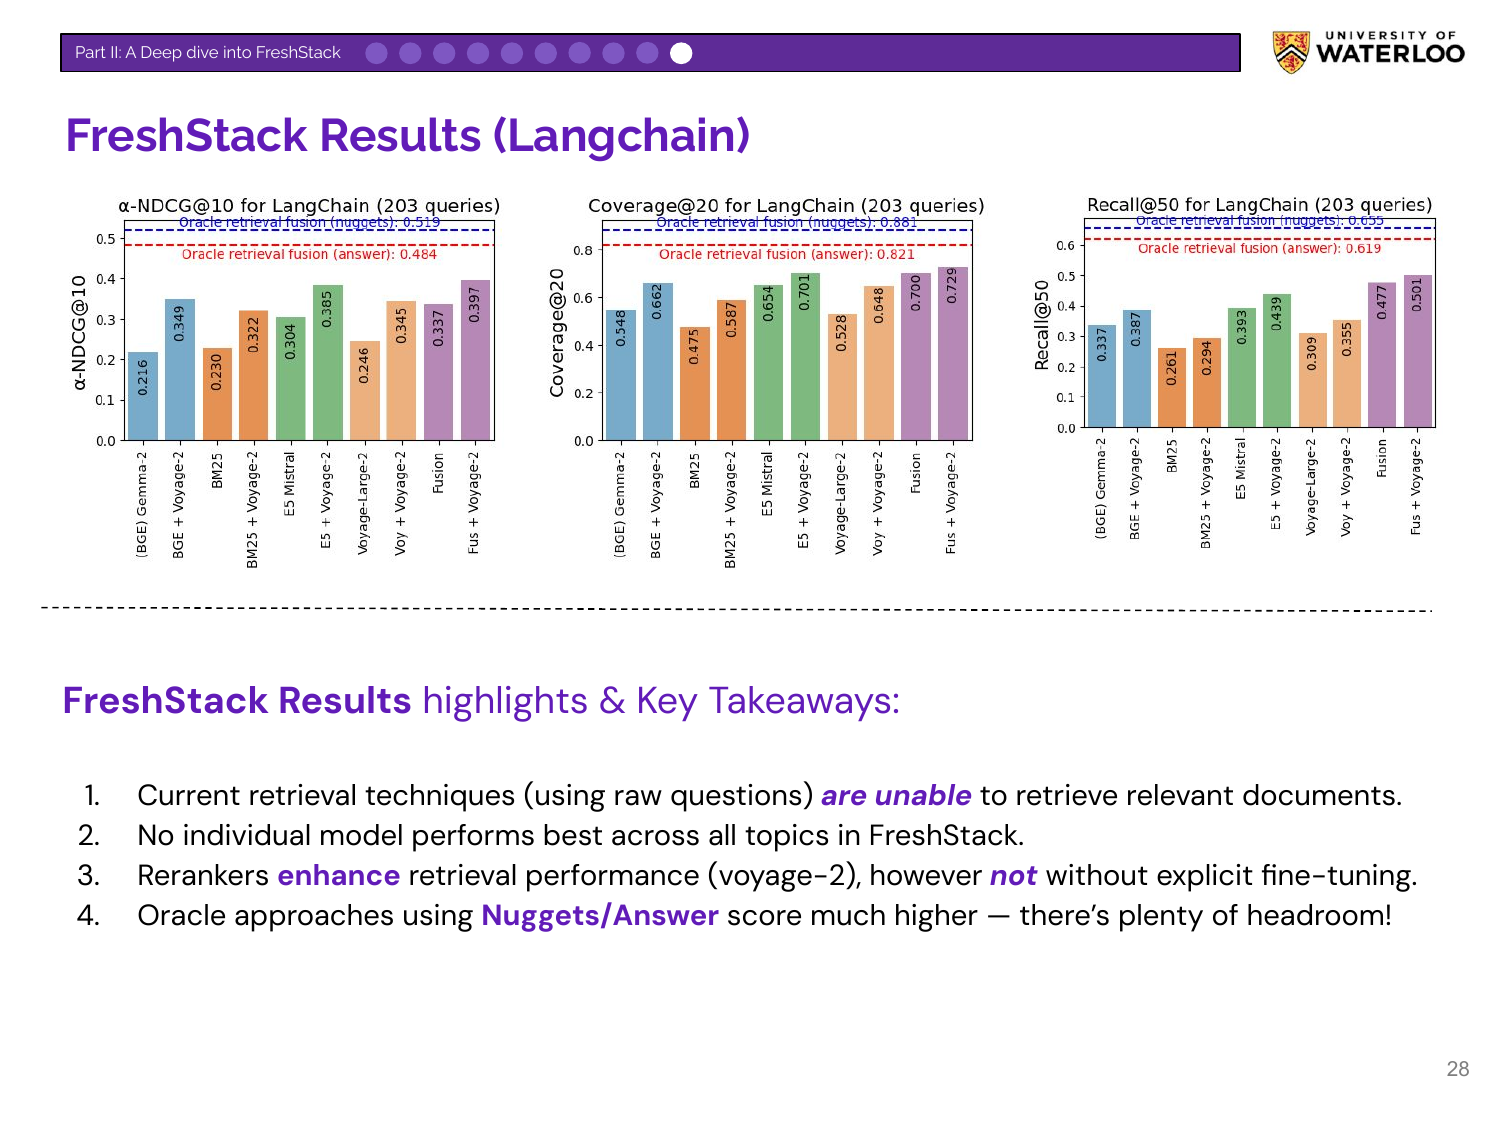 Part II: A Deep dive into FreshStack
UNIVERSITY OF
WATERLOO
FreshStack Results (Langchain)
α-NDCG@10 for LangChain (203 queries)
Oracle retrieval fusion (nuggets): 0.519
Oracle retrieval fusion (answer): 0.484
α-NDCG@10
0.5
0.4
0.3
0.2
0.1
0.0
0.216
0.349
0.230
0.322
0.304
0.385
0.246
0.345
0.337
0.397
(BGE) Gemma-2
BGE + Voyage-2
BM25
BM25 + Voyage-2
E5 Mistral
E5 + Voyage-2
Voyage-Large-2
Voy + Voyage-2
Fusion
Fus + Voyage-2
Coverage@20 for LangChain (203 queries)
Oracle retrieval fusion (nuggets): 0.881
Oracle retrieval fusion (answer): 0.821
Coverage@20
0.8
0.6
0.4
0.2
0.0
0.548
0.662
0.475
0.587
0.654
0.701
0.528
0.648
0.700
0.729
(BGE) Gemma-2
BGE + Voyage-2
BM25
BM25 + Voyage-2
E5 Mistral
E5 + Voyage-2
Voyage-Large-2
Voy + Voyage-2
Fusion
Fus + Voyage-2
Recall@50 for LangChain (203 queries)
Oracle retrieval fusion (nuggets): 0.655
Oracle retrieval fusion (answer): 0.619
Recall@50
0.6
0.5
0.4
0.3
0.2
0.1
0.0
0.337
0.387
0.261
0.294
0.393
0.439
0.309
0.355
0.477
0.501
(BGE) Gemma-2
BGE + Voyage-2
BM25
BM25 + Voyage-2
E5 Mistral
E5 + Voyage-2
Voyage-Large-2
Voy + Voyage-2
Fusion
Fus + Voyage-2
FreshStack Results highlights & Key Takeaways:
1. Current retrieval techniques (using raw questions) are unable to retrieve relevant documents.
2. No individual model performs best across all topics in FreshStack.
3. Rerankers enhance retrieval performance (voyage-2), however not without explicit fine-tuning.
4. Oracle approaches using Nuggets/Answer score much higher — there's plenty of headroom!
28